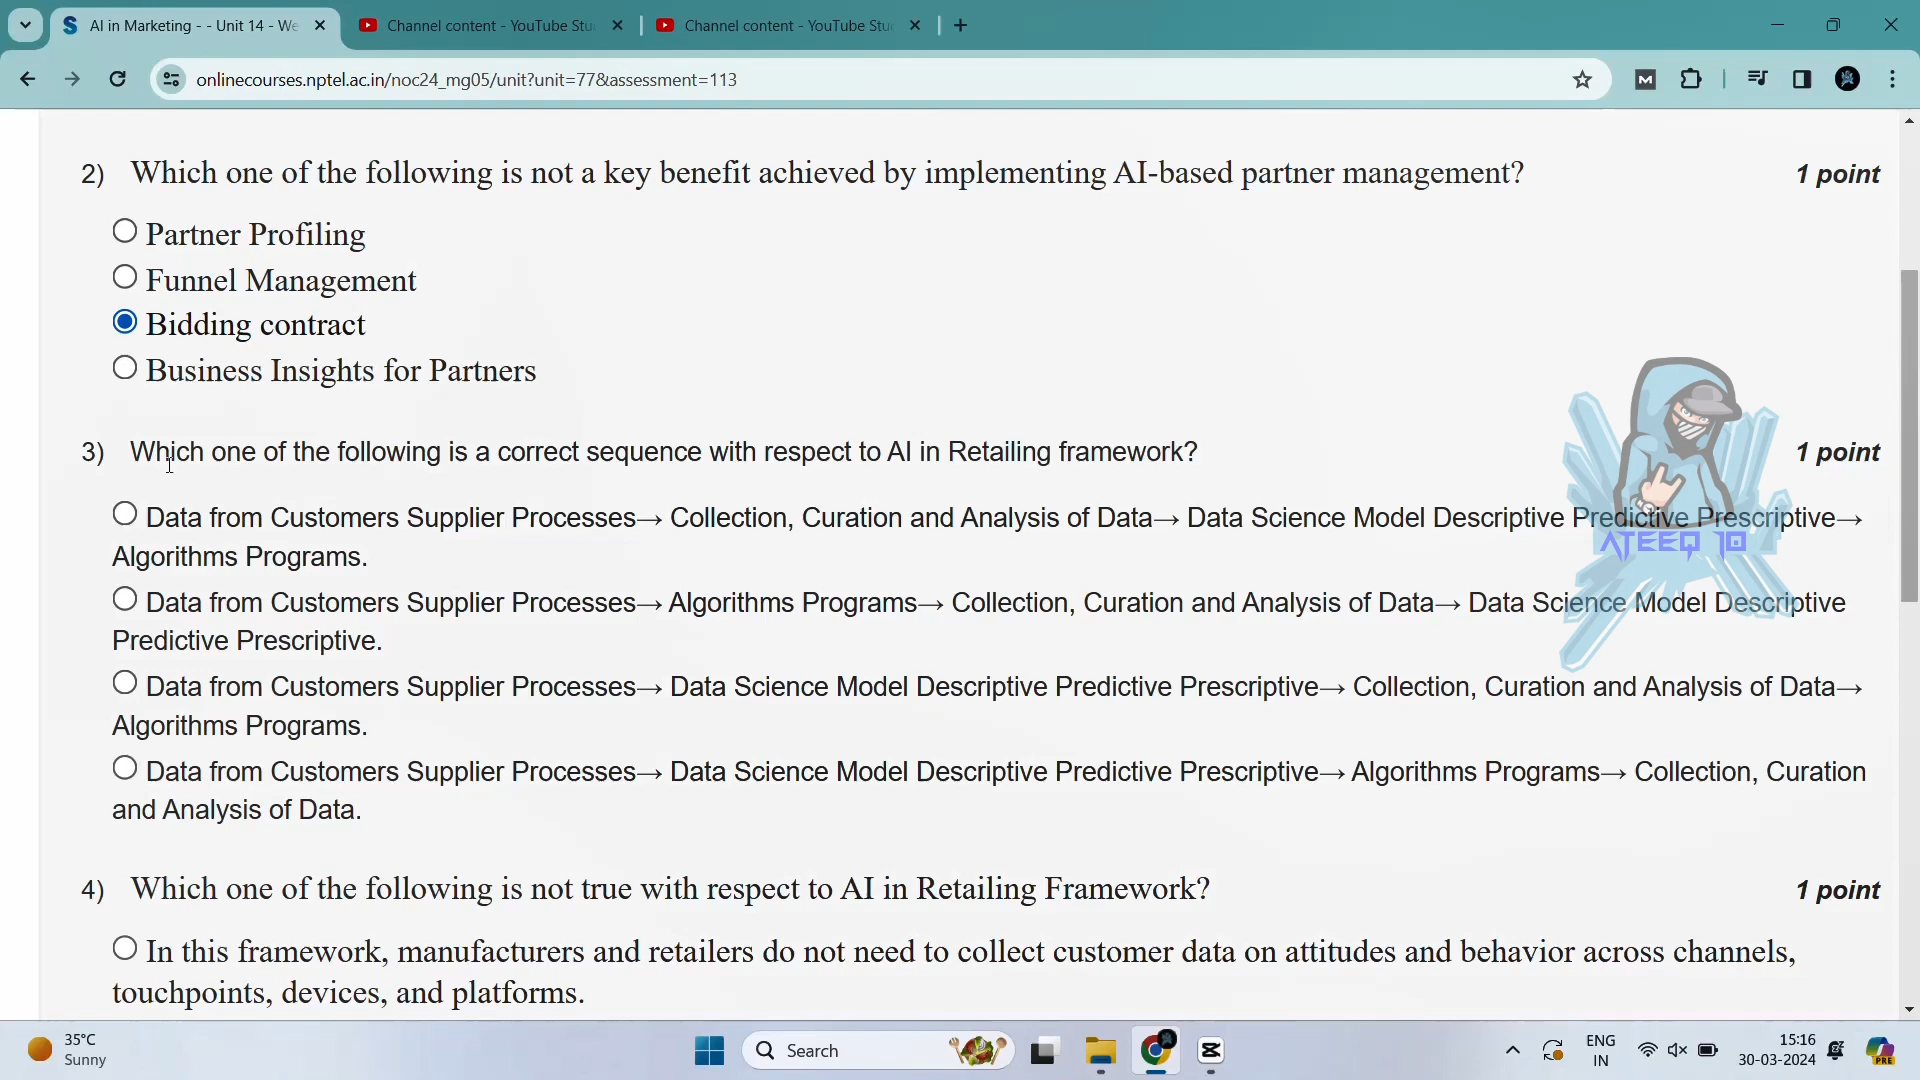 AI in Marketing - - Unit 14 - We
Channel content - YouTube Stu
Channel content - YouTube Stu
onlinecourses.nptel.ac.in/noc24_mg05/unit?unit=77&assessment=113
2) Which one of the following is not a key benefit achieved by implementing AI-based partner management? 1 point
Partner Profiling
Funnel Management
Bidding contract
Business Insights for Partners
3) Which one of the following is a correct sequence with respect to AI in Retailing framework? 1 point
Data from Customers Supplier Processes→ Collection, Curation and Analysis of Data→ Data Science Model Descriptive Predictive Prescriptive→
Algorithms Programs.
Data from Customers Supplier Processes→ Algorithms Programs→ Collection, Curation and Analysis of Data→ Data Science Model Descriptive
Predictive Prescriptive.
Data from Customers Supplier Processes→ Data Science Model Descriptive Predictive Prescriptive→ Collection, Curation and Analysis of Data→
Algorithms Programs.
Data from Customers Supplier Processes→ Data Science Model Descriptive Predictive Prescriptive→ Algorithms Programs→ Collection, Curation
and Analysis of Data.
ATEEQ 10
4) Which one of the following is not true with respect to AI in Retailing Framework? 1 point
In this framework, manufacturers and retailers do not need to collect customer data on attitudes and behavior across channels,
touchpoints, devices, and platforms.
35°C
Sunny
Search
ENG
IN
15:16
30-03-2024
PRE